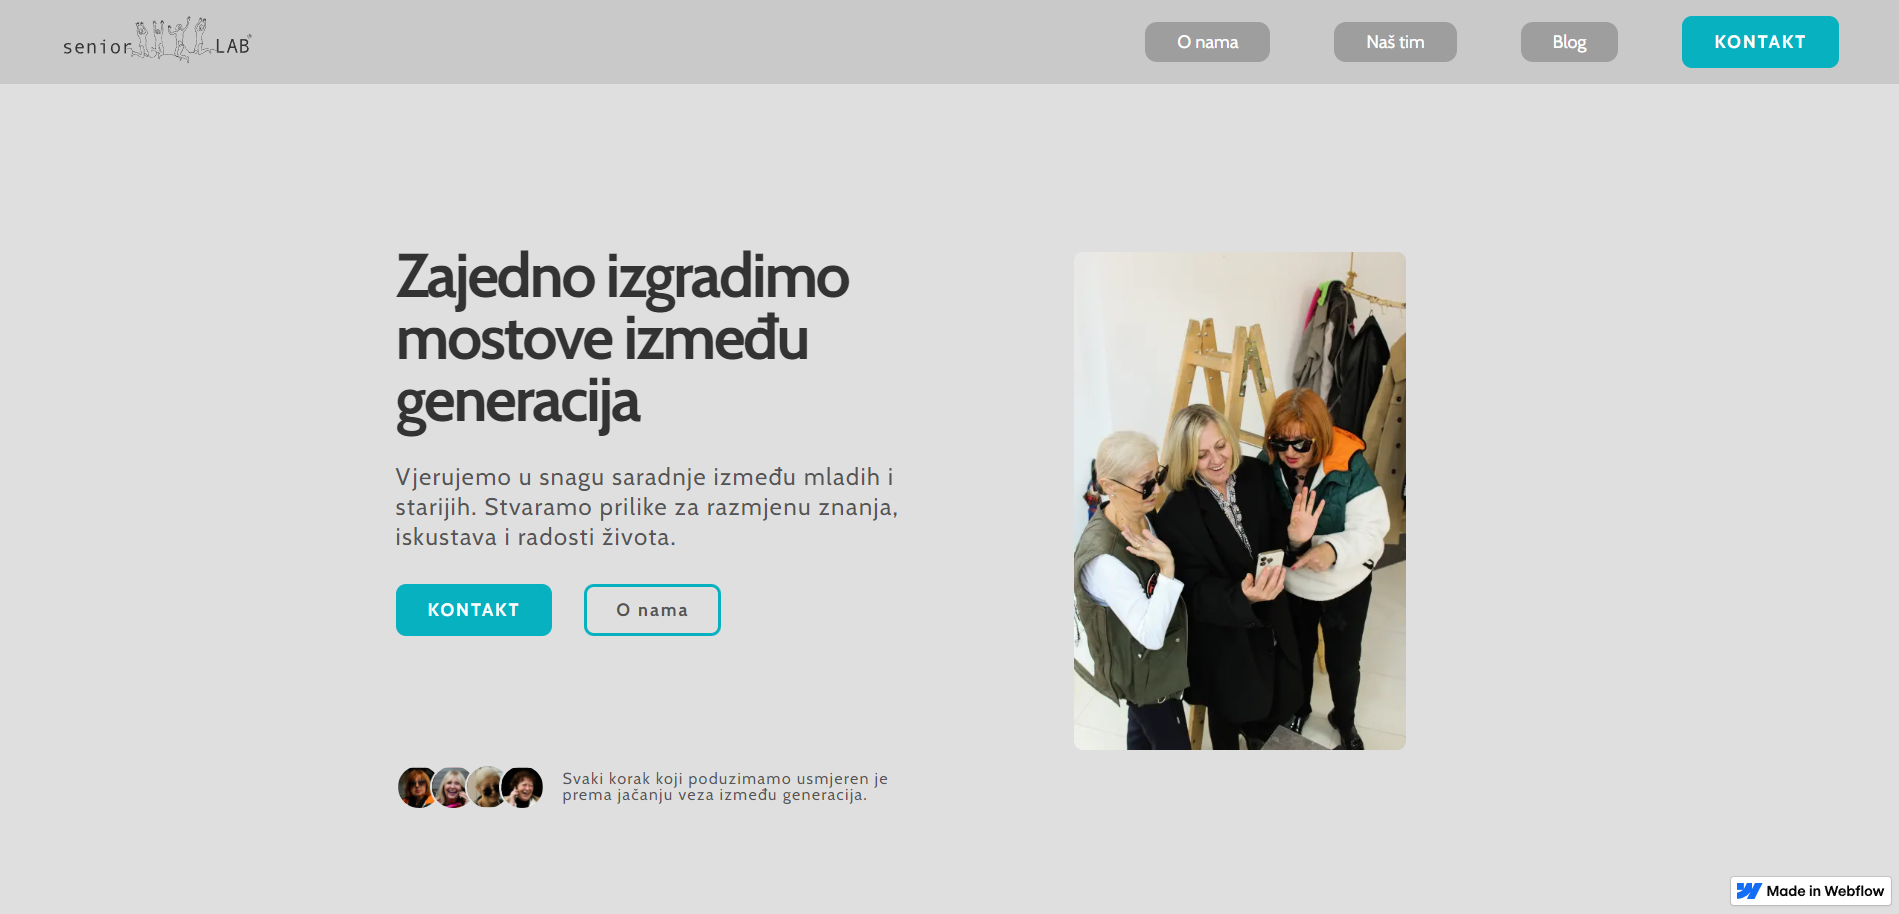 senior LAB
O nama
Naš tim
Blog
KONTAKT
Zajedno izgradimo
mostove između
generacija
Vjerujemo u snagu saradnje između mladih i
starijih. Stvaramo prilike za razmjenu znanja,
iskustava i radosti života.
KONTAKT
O nama
Svaki korak koji poduzimamo usmjeren je
prema jačanju veza između generacija.
Made in Webflow